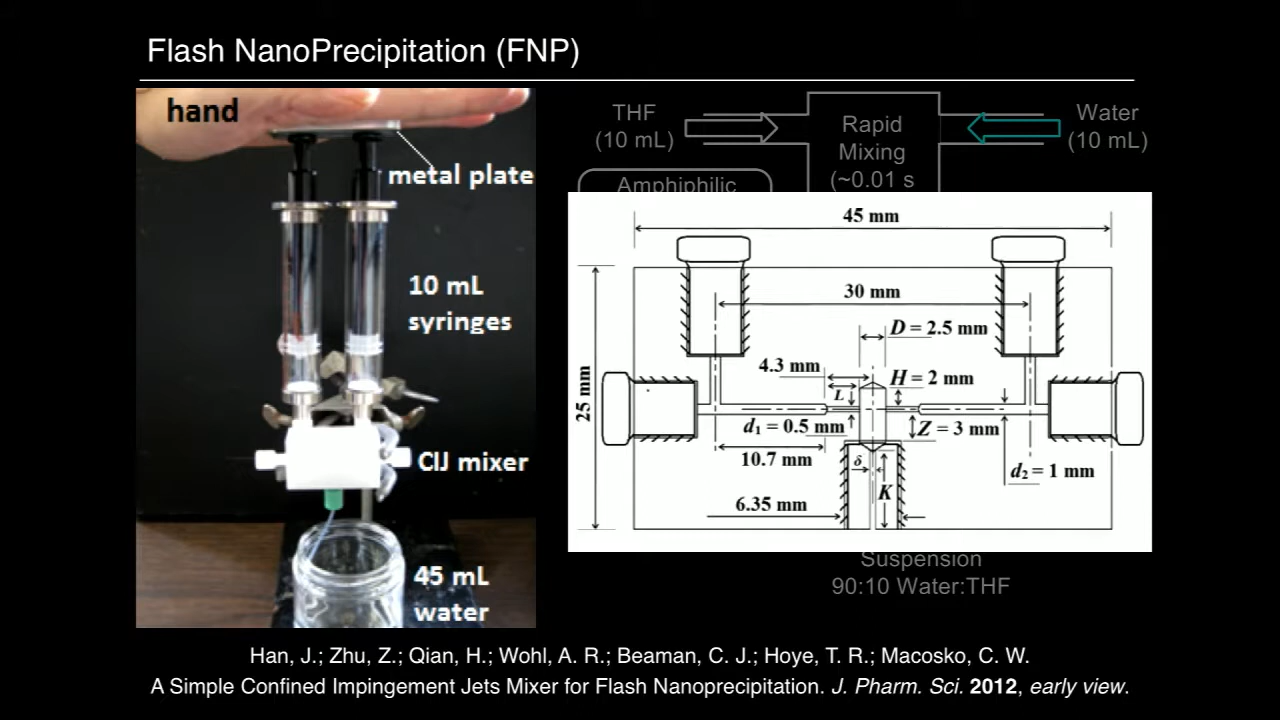 Flash NanoPrecipitation (FNP)
hand
metal plate
10 mL
syringes
CIJ mixer
45 mL
water
THF
(10 mL)
Rapid
Mixing
(~0.01 s
Water
(10 mL)
Amphiphilic
45 mm
30 mm
D = 2.5 mm
4.3 mm
H = 2 mm
L
25 mm
d₁ = 0.5 mm
Z = 3 mm
10.7 mm
δ
d₂ = 1 mm
K
6.35 mm
Suspension
90:10 Water:THF
Han, J.; Zhu, Z.; Qian, H.; Wohl, A. R.; Beaman, C. J.; Hoye, T. R.; Macosko, C. W.
A Simple Confined Impingement Jets Mixer for Flash Nanoprecipitation. J. Pharm. Sci. 2012, early view.